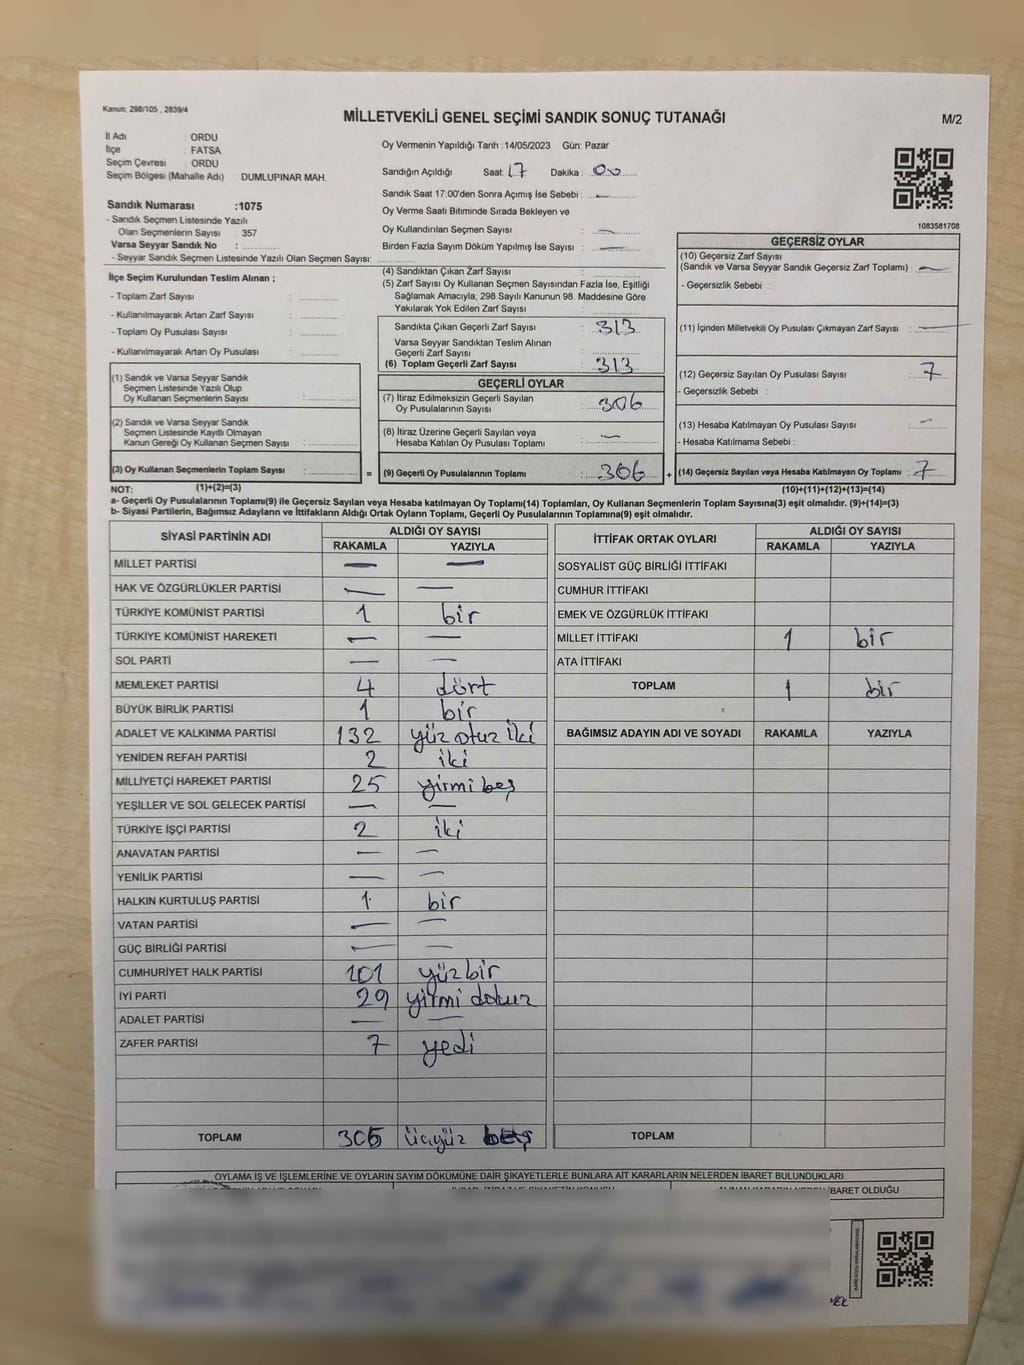 Kanun: 298/105 , 2839/4
MİLLETVEKİLİ GENEL SEÇİMİ SANDIK SONUÇ TUTANAĞI
M/2
İl Adı : ORDU
İlçe : FATSA
Seçim Çevresi : ORDU
Seçim Bölgesi (Mahalle Adı) : DUMLUPINAR MAH.
Sandık Numarası :1075
- Sandık Seçmen Listesinde Yazılı
Olan Seçmenlerin Sayısı : 357
Varsa Seyyar Sandık No :
- Seyyar Sandık Seçmen Listesinde Yazılı Olan Seçmen Sayısı:
İlçe Seçim Kurulundan Teslim Alınan ;
- Toplam Zarf Sayısı :
- Kullanılmayarak Artan Zarf Sayısı :
- Toplam Oy Pusulası Sayısı :
- Kullanılmayarak Artan Oy Pusulası :
(1) Sandık ve Varsa Seyyar Sandık
Seçmen Listesinde Yazılı Olup
Oy Kullanan Seçmenlerin Sayısı :
(2) Sandık ve Varsa Seyyar Sandık
Seçmen Listesinde Kayıtlı Olmayan
Kanun Gereği Oy Kullanan Seçmen Sayısı :
(3) Oy Kullanan Seçmenlerin Toplam Sayısı :
Oy Vermenin Yapıldığı Tarih :14/05/2023 Gün: Pazar
Sandığın Açıldığı Saat: 17 Dakika : 00
Sandık Saat 17:00'den Sonra Açımış İse Sebebi : —
Oy Verme Saati Bitiminde Sırada Bekleyen ve
Oy Kullandırılan Seçmen Sayısı : —
Birden Fazla Sayım Döküm Yapılmış İse Sayısı : —
(4) Sandıktan Çıkan Zarf Sayısı :
(5) Zarf Sayısı Oy Kullanan Seçmen Sayısından Fazla İse, Eşitliği
Sağlamak Amacıyla, 298 Sayılı Kanunun 98. Maddesine Göre
Yakılarak Yok Edilen Zarf Sayısı :
Sandıkta Çıkan Geçerli Zarf Sayısı : 313
Varsa Seyyar Sandıktan Teslim Alınan
Geçerli Zarf Sayısı :
(6) Toplam Geçerli Zarf Sayısı : 313
GEÇERLİ OYLAR
(7) İtiraz Edilmeksizin Geçerli Sayılan
Oy Pusulalarının Sayısı : 306
(8) İtiraz Üzerine Geçerli Sayılan veya
Hesaba Katılan Oy Pusulası Toplamı : —
= (9) Geçerli Oy Pusulalarının Toplamı : 306 +
1083581708
GEÇERSİZ OYLAR
(10) Geçersiz Zarf Sayısı
(Sandık ve Varsa Seyyar Sandık Geçersiz Zarf Toplamı) : —
- Geçersizlik Sebebi :
(11) İçinden Milletvekili Oy Pusulası Çıkmayan Zarf Sayısı : —
(12) Geçersiz Sayılan Oy Pusulası Sayısı : 7
- Geçersizlik Sebebi :
(13) Hesaba Katılmayan Oy Pusulası Sayısı : —
- Hesaba Katılmama Sebebi :
(14) Geçersiz Sayılan veya Hesaba Katılmayan Oy Toplamı : 7
NOT: (1)+(2)=(3) (10)+(11)+(12)+(13)=(14)
a- Geçerli Oy Pusulalarının Toplamı(9) ile Geçersiz Sayılan veya Hesaba katılmayan Oy Toplamı(14) Toplamları, Oy Kullanan Seçmenlerin Toplam Sayısına(3) eşit olmalıdır. (9)+(14)=(3)
b- Siyasi Partilerin, Bağımsız Adayların ve İttifakların Aldığı Ortak Oyların Toplamı, Geçerli Oy Pusulalarının Toplamına(9) eşit olmalıdır.
SİYASİ PARTİNİN ADI ALDIĞI OY SAYISI
RAKAMLA YAZIYLA
MİLLET PARTİSİ — —
HAK VE ÖZGÜRLÜKLER PARTİSİ — —
TÜRKİYE KOMÜNİST PARTİSİ 1 bir
TÜRKİYE KOMÜNİST HAREKETİ — —
SOL PARTİ — —
MEMLEKET PARTİSİ 4 dört
BÜYÜK BİRLİK PARTİSİ 1 bir
ADALET VE KALKINMA PARTİSİ 132 yüz otuz iki
YENİDEN REFAH PARTİSİ 2 iki
MİLLİYETÇİ HAREKET PARTİSİ 25 yirmi beş
YEŞİLLER VE SOL GELECEK PARTİSİ — —
TÜRKİYE İŞÇİ PARTİSİ 2 iki
ANAVATAN PARTİSİ — —
YENİLİK PARTİSİ — —
HALKIN KURTULUŞ PARTİSİ 1 bir
VATAN PARTİSİ — —
GÜÇ BİRLİĞİ PARTİSİ — —
CUMHURİYET HALK PARTİSİ 101 yüz bir
İYİ PARTİ 29 yirmi dokuz
ADALET PARTİSİ — —
ZAFER PARTİSİ 7 yedi
TOPLAM 305 üçyüz beş
İTTİFAK ORTAK OYLARI ALDIĞI OY SAYISI
RAKAMLA YAZIYLA
SOSYALİST GÜÇ BİRLİĞİ İTTİFAKI
CUMHUR İTTİFAKI
EMEK VE ÖZGÜRLÜK İTTİFAKI
MİLLET İTTİFAKI 1 bir
ATA İTTİFAKI
TOPLAM 1 bir
BAĞIMSIZ ADAYIN ADI VE SOYADI RAKAMLA YAZIYLA
TOPLAM
OYLAMA İŞ VE İŞLEMLERİNE VE OYLARIN SAYIM DÖKÜMÜNE DAİR ŞİKAYETLERLE BUNLARA AİT KARARLARIN NELERDEN İBARET BULUNDUKLARI
İBARET OLDUĞU